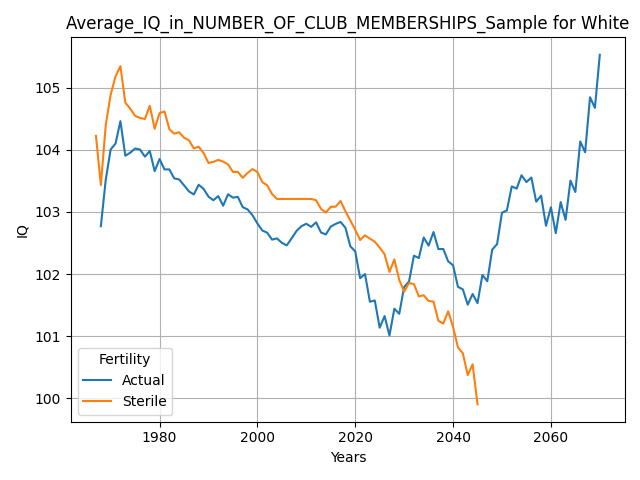 Average_IQ_in_NUMBER_OF_CLUB_MEMBERSHIPS_Sample for White
IQ
105
104
103
102
101
100
Fertility
Actual
Sterile
1980
2000
2020
2040
2060
Years